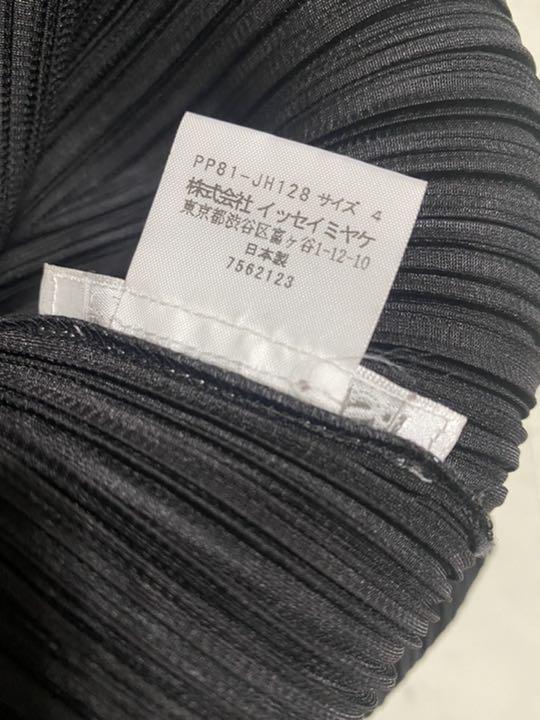 PP81-JH128 サイズ 4
株式会社 イッセイミヤケ
東京都渋谷区富ヶ谷1-12-10
日本製
7562123